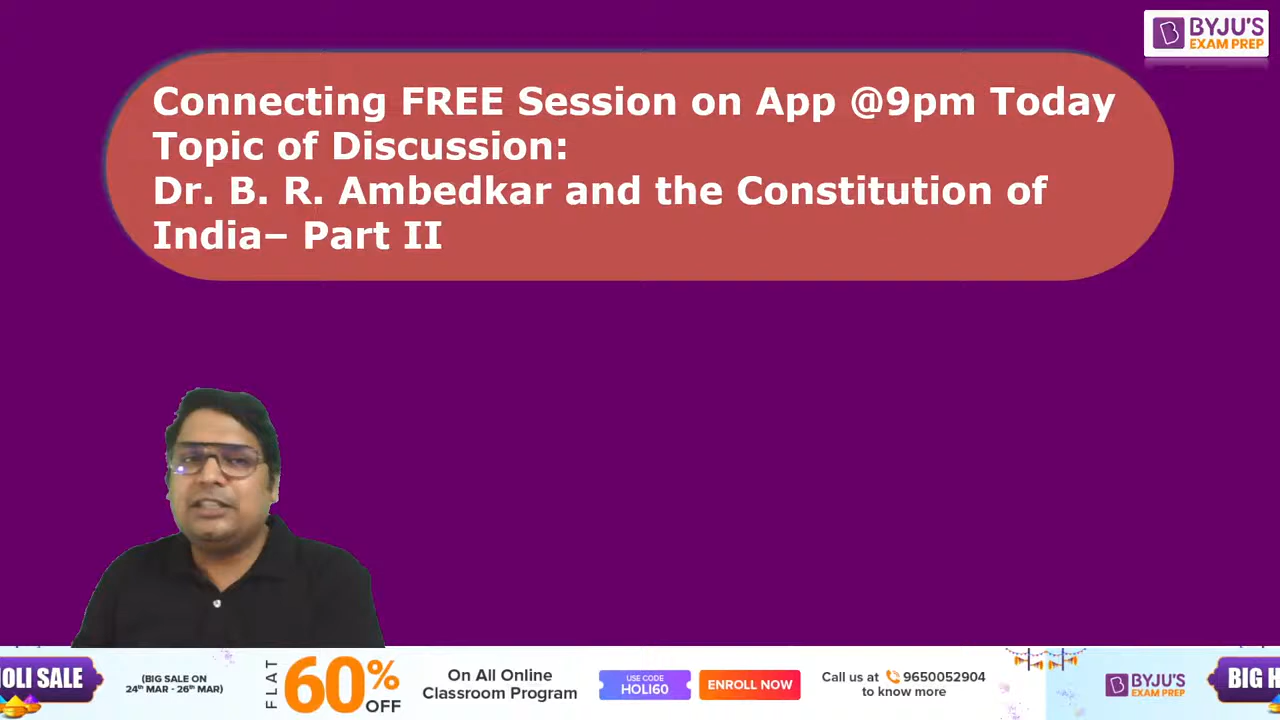 BYJU'S
EXAM PREP
Connecting FREE Session on App @9pm Today
Topic of Discussion:
Dr. B. R. Ambedkar and the Constitution of
India– Part II
HOLI SALE
(BIG SALE ON
24th MAR - 26th MAR)
FLAT
60%
OFF
On All Online
Classroom Program
USE CODE
HOLI60
ENROLL NOW
Call us at 9650052904
to know more
BYJU'S
EXAM PREP
BIG H